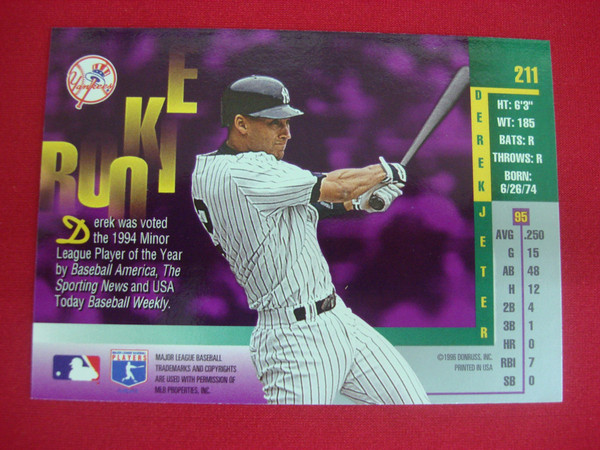 Yankees
ROOKIE
Derek was voted
the 1994 Minor
League Player of the Year
by Baseball America, The
Sporting News and USA
Today Baseball Weekly.
MAJOR LEAGUE BASEBALL
TRADEMARKS AND COPYRIGHTS
ARE USED WITH PERMISSION OF
MLB PROPERTIES, INC.
PLAYERS
2
211
DEREK JETER
HT: 6'3"
WT: 185
BATS: R
THROWS: R
BORN:
6/26/74
95
AVG .250
G 15
AB 48
H 12
2B 4
3B 1
HR 0
RBI 7
SB 0
©1996 DONRUSS, INC.
PRINTED IN USA